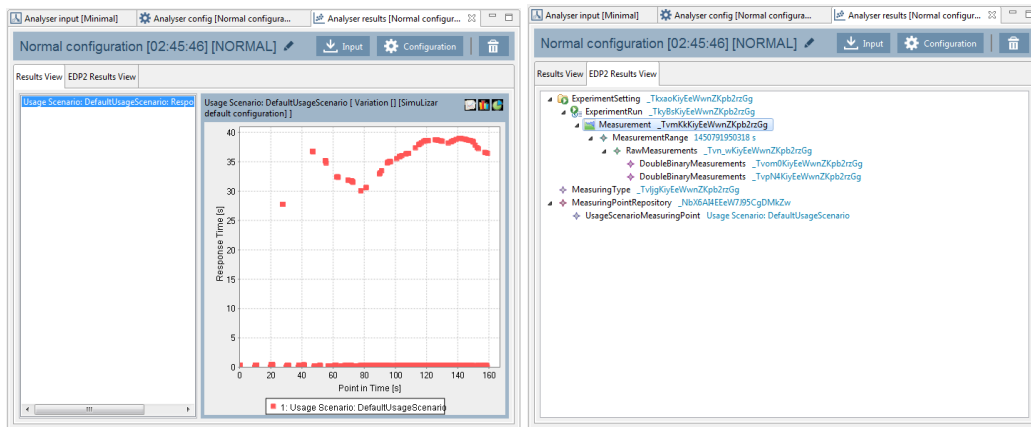 Analyser input [Minimal]
Analyser config [Normal configura...
Analyser results [Normal configur...
Normal configuration [02:45:46] [NORMAL]
Input
Configuration
Results View
EDP2 Results View
Usage Scenario: DefaultUsageScenario: Respo
Usage Scenario: DefaultUsageScenario [ Variation [] [SimuLizar
default configuration] ]
40
35
30
25
20
15
10
5
0
Response Time [s]
0 20 40 60 80 100 120 140 160
Point in Time [s]
1: Usage Scenario: DefaultUsageScenario
Analyser input [Minimal]
Analyser config [Normal configura...
Analyser results [Normal configur...
Normal configuration [02:45:46] [NORMAL]
Input
Configuration
Results View
EDP2 Results View
ExperimentSetting _TkxaoKiyEeWwnZKpb2rzGg
ExperimentRun _TkyBsKiyEeWwnZKpb2rzGg
Measurement _TvmKkKiyEeWwnZKpb2rzGg
MeasurementRange 1450791950318 s
RawMeasurements _Tvn_wKiyEeWwnZKpb2rzGg
DoubleBinaryMeasurements _Tvom0KiyEeWwnZKpb2rzGg
DoubleBinaryMeasurements _TvpN4KiyEeWwnZKpb2rzGg
MeasuringType _TvljgKiyEeWwnZKpb2rzGg
MeasuringPointRepository _NbX6AI4EEeW7J95CgDMkZw
UsageScenarioMeasuringPoint Usage Scenario: DefaultUsageScenario